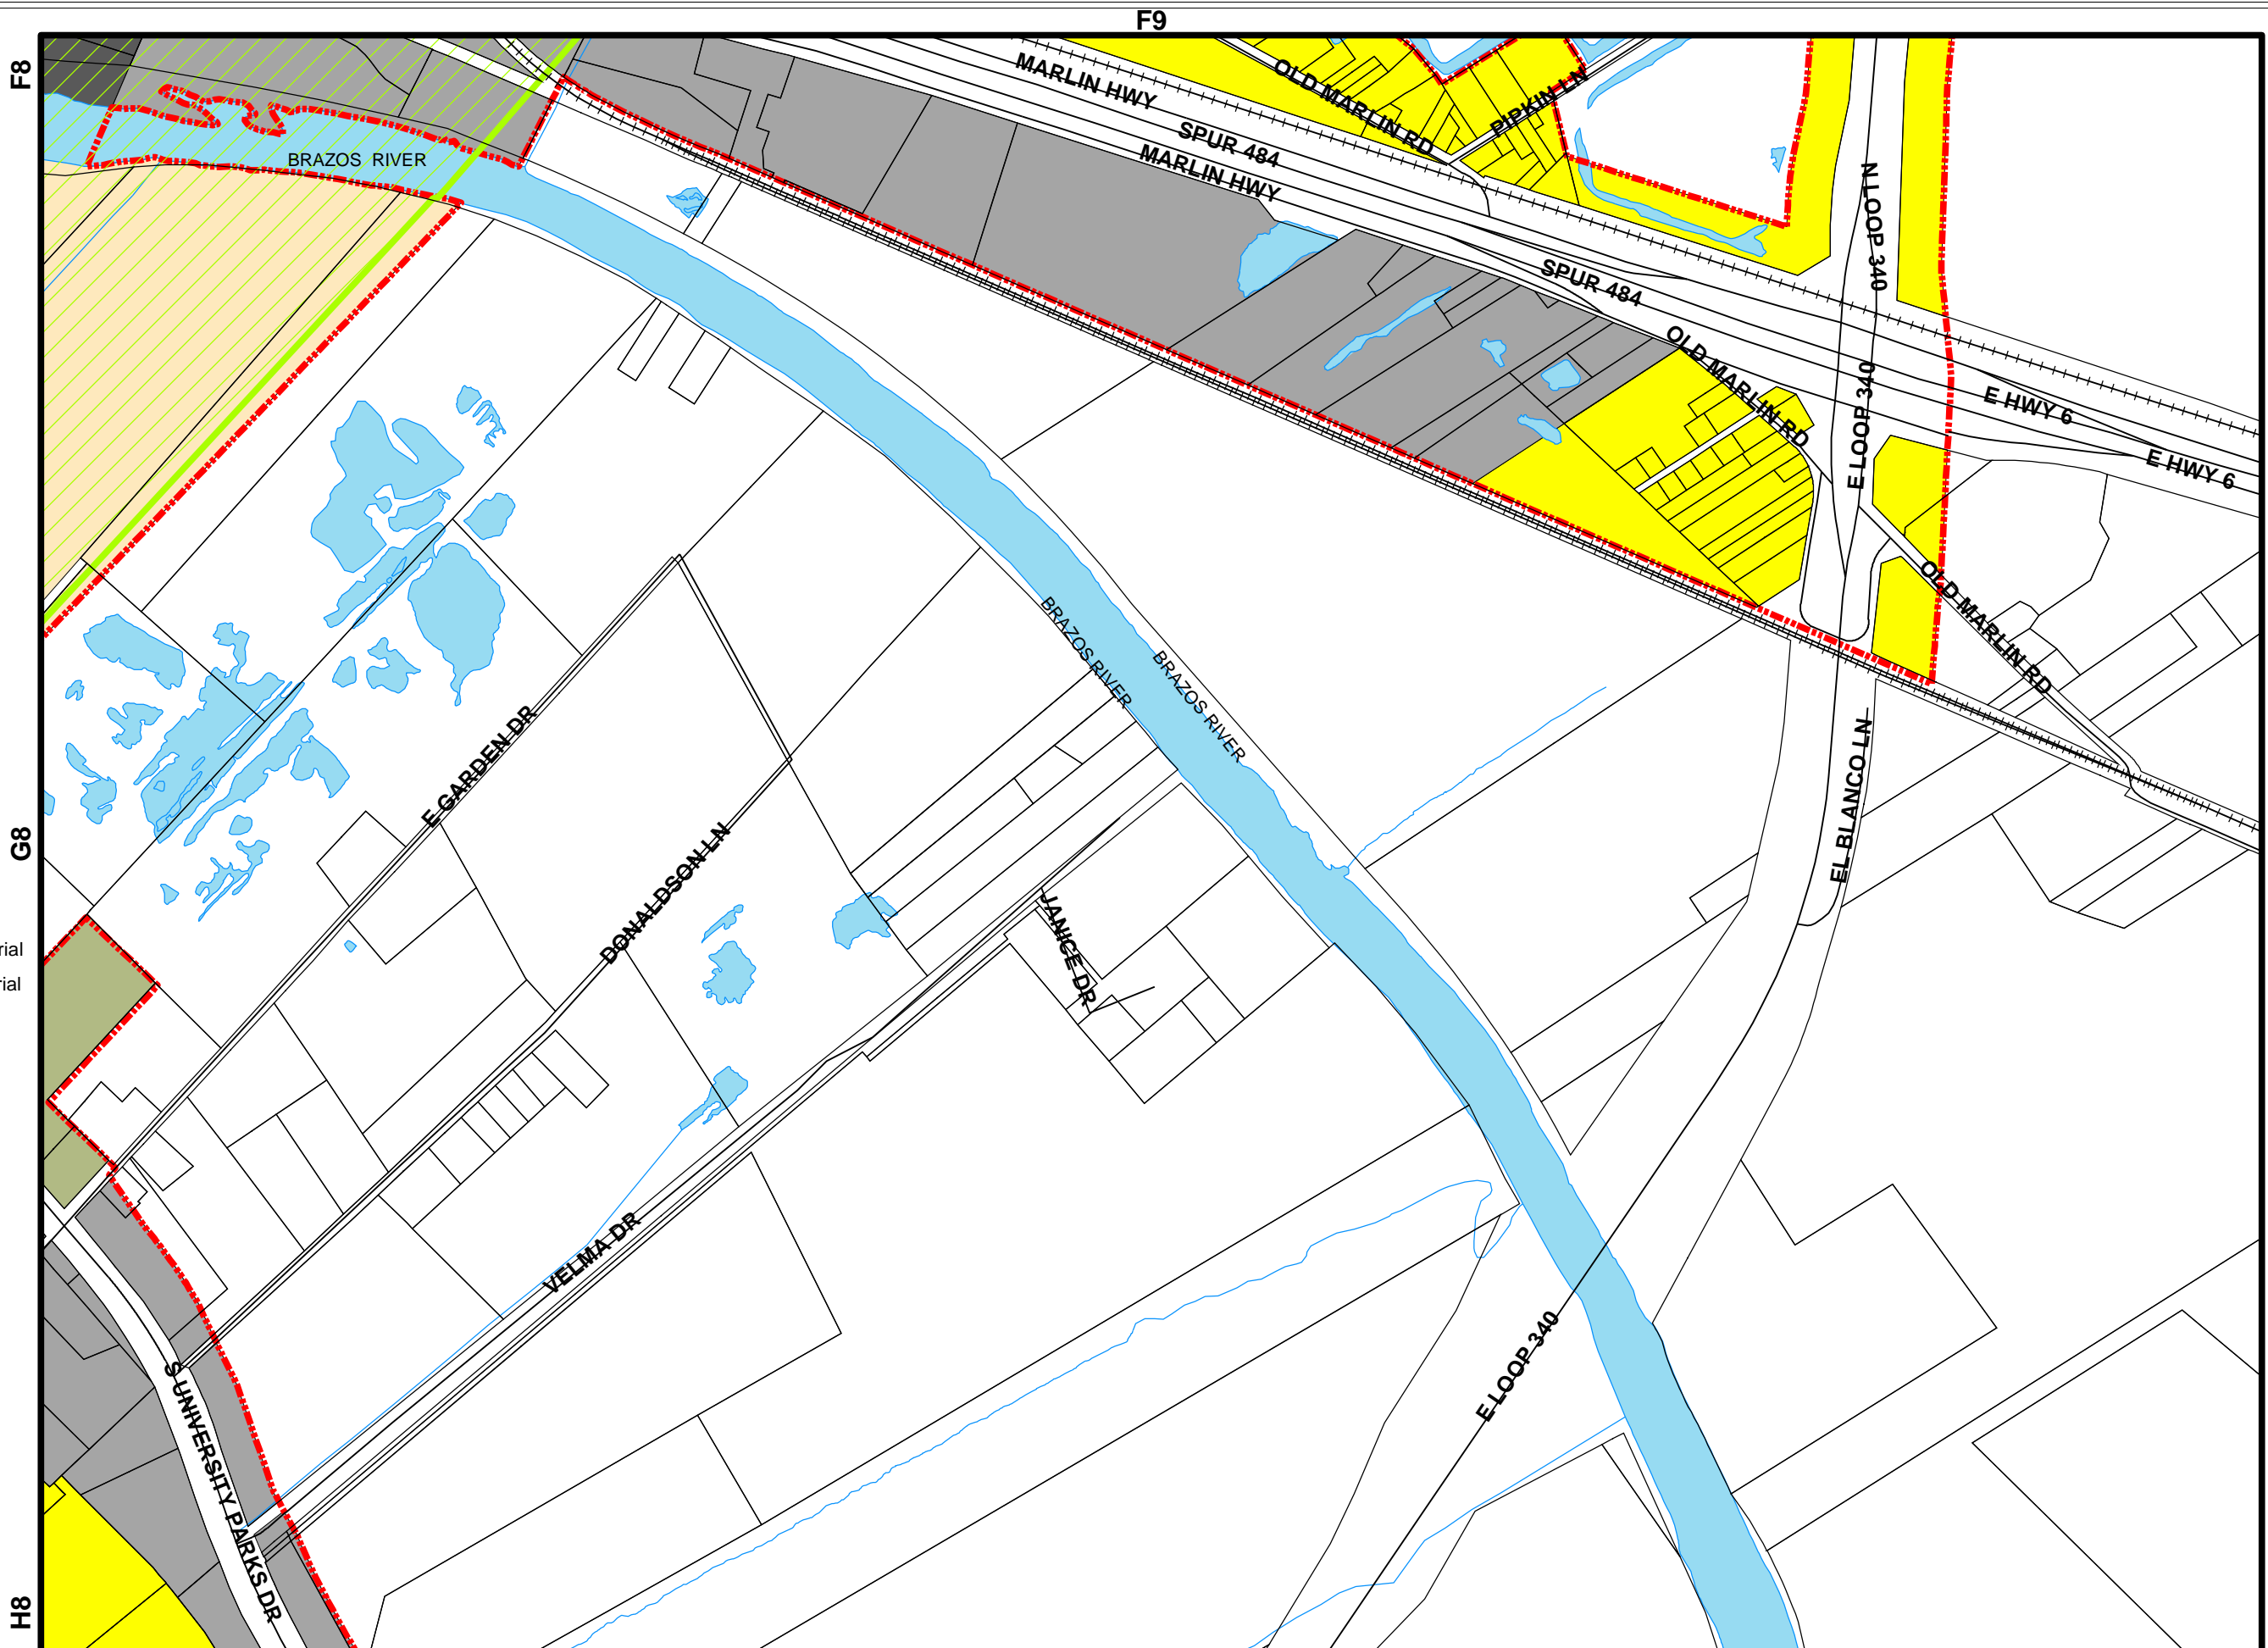 F9
F8
MARLIN HWY
OLD MARLIN RD
PIPKIN LN
SPUR 484
MARLIN HWY
BRAZOS RIVER
N LOOP 340
SPUR 484
OLD MARLIN RD
E LOOP 340
E HWY 6
E HWY 6
OLD MARLIN RD
BRAZOS RIVER
BRAZOS RIVER
E GARDEN DR
EL BLANCO LN
G8
DONALDSON LN
JANICE DR
rial
rial
VELMA DR
E LOOP 340
S UNIVERSITY PARKS DR
H8